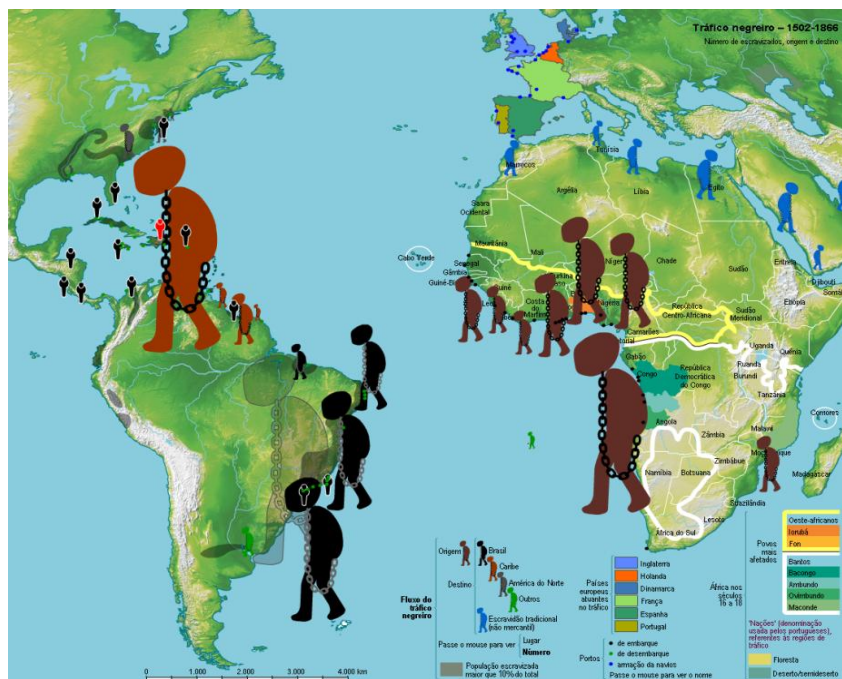 Tráfico negreiro – 1502-1866
Número de escravizados, origem e destino
Marrocos
Tunísia
Argélia
Líbia
Egito
Saara
Ocidental
Mauritânia
Mali
Níger
Chade
Sudão
Eritreia
Djibouti
Cabo Verde
Senegal
Gâmbia
Guiné-Bi
Guiné
Costa
do
Marfim
Burkina
Nigéria
República
Centro-Africana
Sudão
Meridional
Etiópia
Camarões
Gabão
Congo
República
Democrática
do Congo
Uganda
Quênia
Ruanda
Burundi
Tanzânia
Comores
Angola
Zâmbia
Malávi
Zimbábue
Madagascar
Namíbia
Botsuana
Suazilândia
Lesoto
África do Sul
Fluxo do
tráfico
negreiro
Origem
Destino
Brasil
Caribe
América do Norte
Outros
Escravidão tradicional
(não mercantil)
Passe o mouse para ver
Lugar
Número
População escravizada
maior que 10% do total
Países
europeus
atuantes
no tráfico
Inglaterra
Holanda
Dinamarca
França
Espanha
Portugal
Portos
de embarque
de desembarque
armação da navios
Passe o mouse para ver o nome
Povos
mais
afetados
Oeste-africanos
Iorubá
Fon
Bantos
Bacongo
Ambundo
Ovimbundo
Maconde
África nos
séculos
16 a 18
'Nações' (denominação
usada pelos portugueses),
referentes às regiões de
tráfico
Floresta
Deserto/semideserto
0 1.000 2.000 3.000 4.000 km